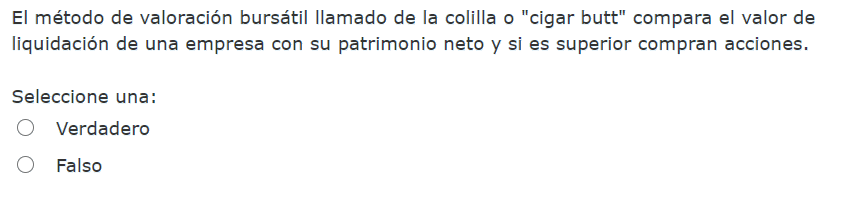 El método de valoración bursátil llamado de la colilla o "cigar butt" compara el valor de
liquidación de una empresa con su patrimonio neto y si es superior compran acciones.
Seleccione una:
Verdadero
Falso